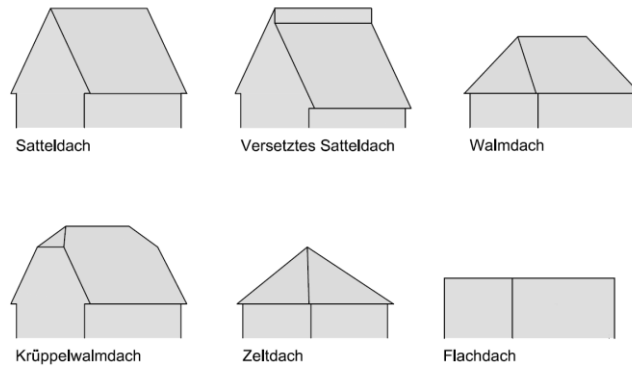 Satteldach
Versetztes Satteldach
Walmdach
Krüppelwalmdach
Zeltdach
Flachdach